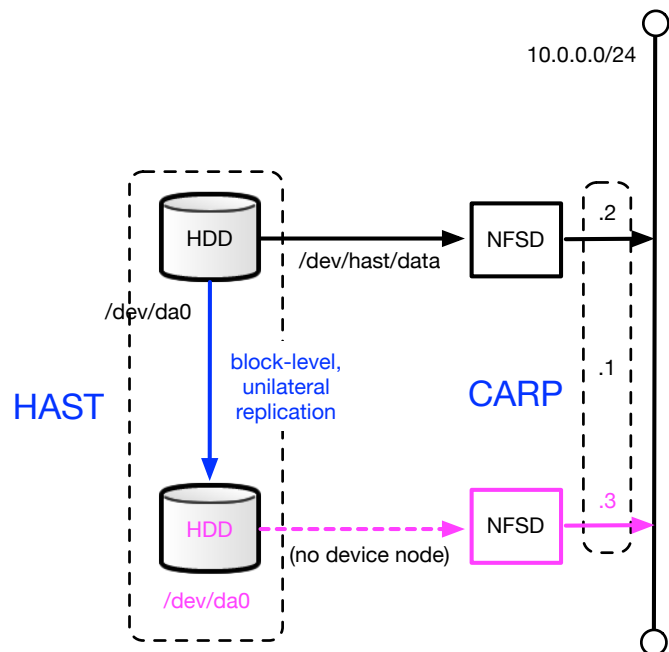 10.0.0.0/24
HDD
/dev/hast/data
NFSD
.2
/dev/da0
block-level,
unilateral
replication
HAST
CARP
.1
HDD
(no device node)
NFSD
.3
/dev/da0